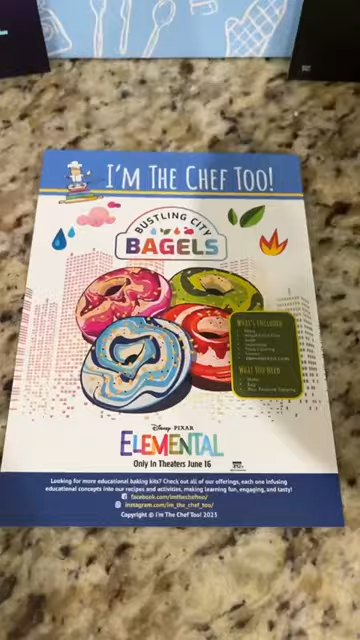 I'M THE CHEF TOO!
BUSTLING CITY
BAGELS
WHAT'S INCLUDED
WHAT YOU NEED
Disney PIXAR
ELEMENTAL
Only In Theaters June 16
Looking for more educational baking kits? Check out all of our offerings, each one infusing
educational concepts into our recipes and activities, making learning fun, engaging, and tasty!
facebook.com/imthecheftoo/
instagram.com/im_the_chef_too/
Copyright © I'm The Chef Too! 2023